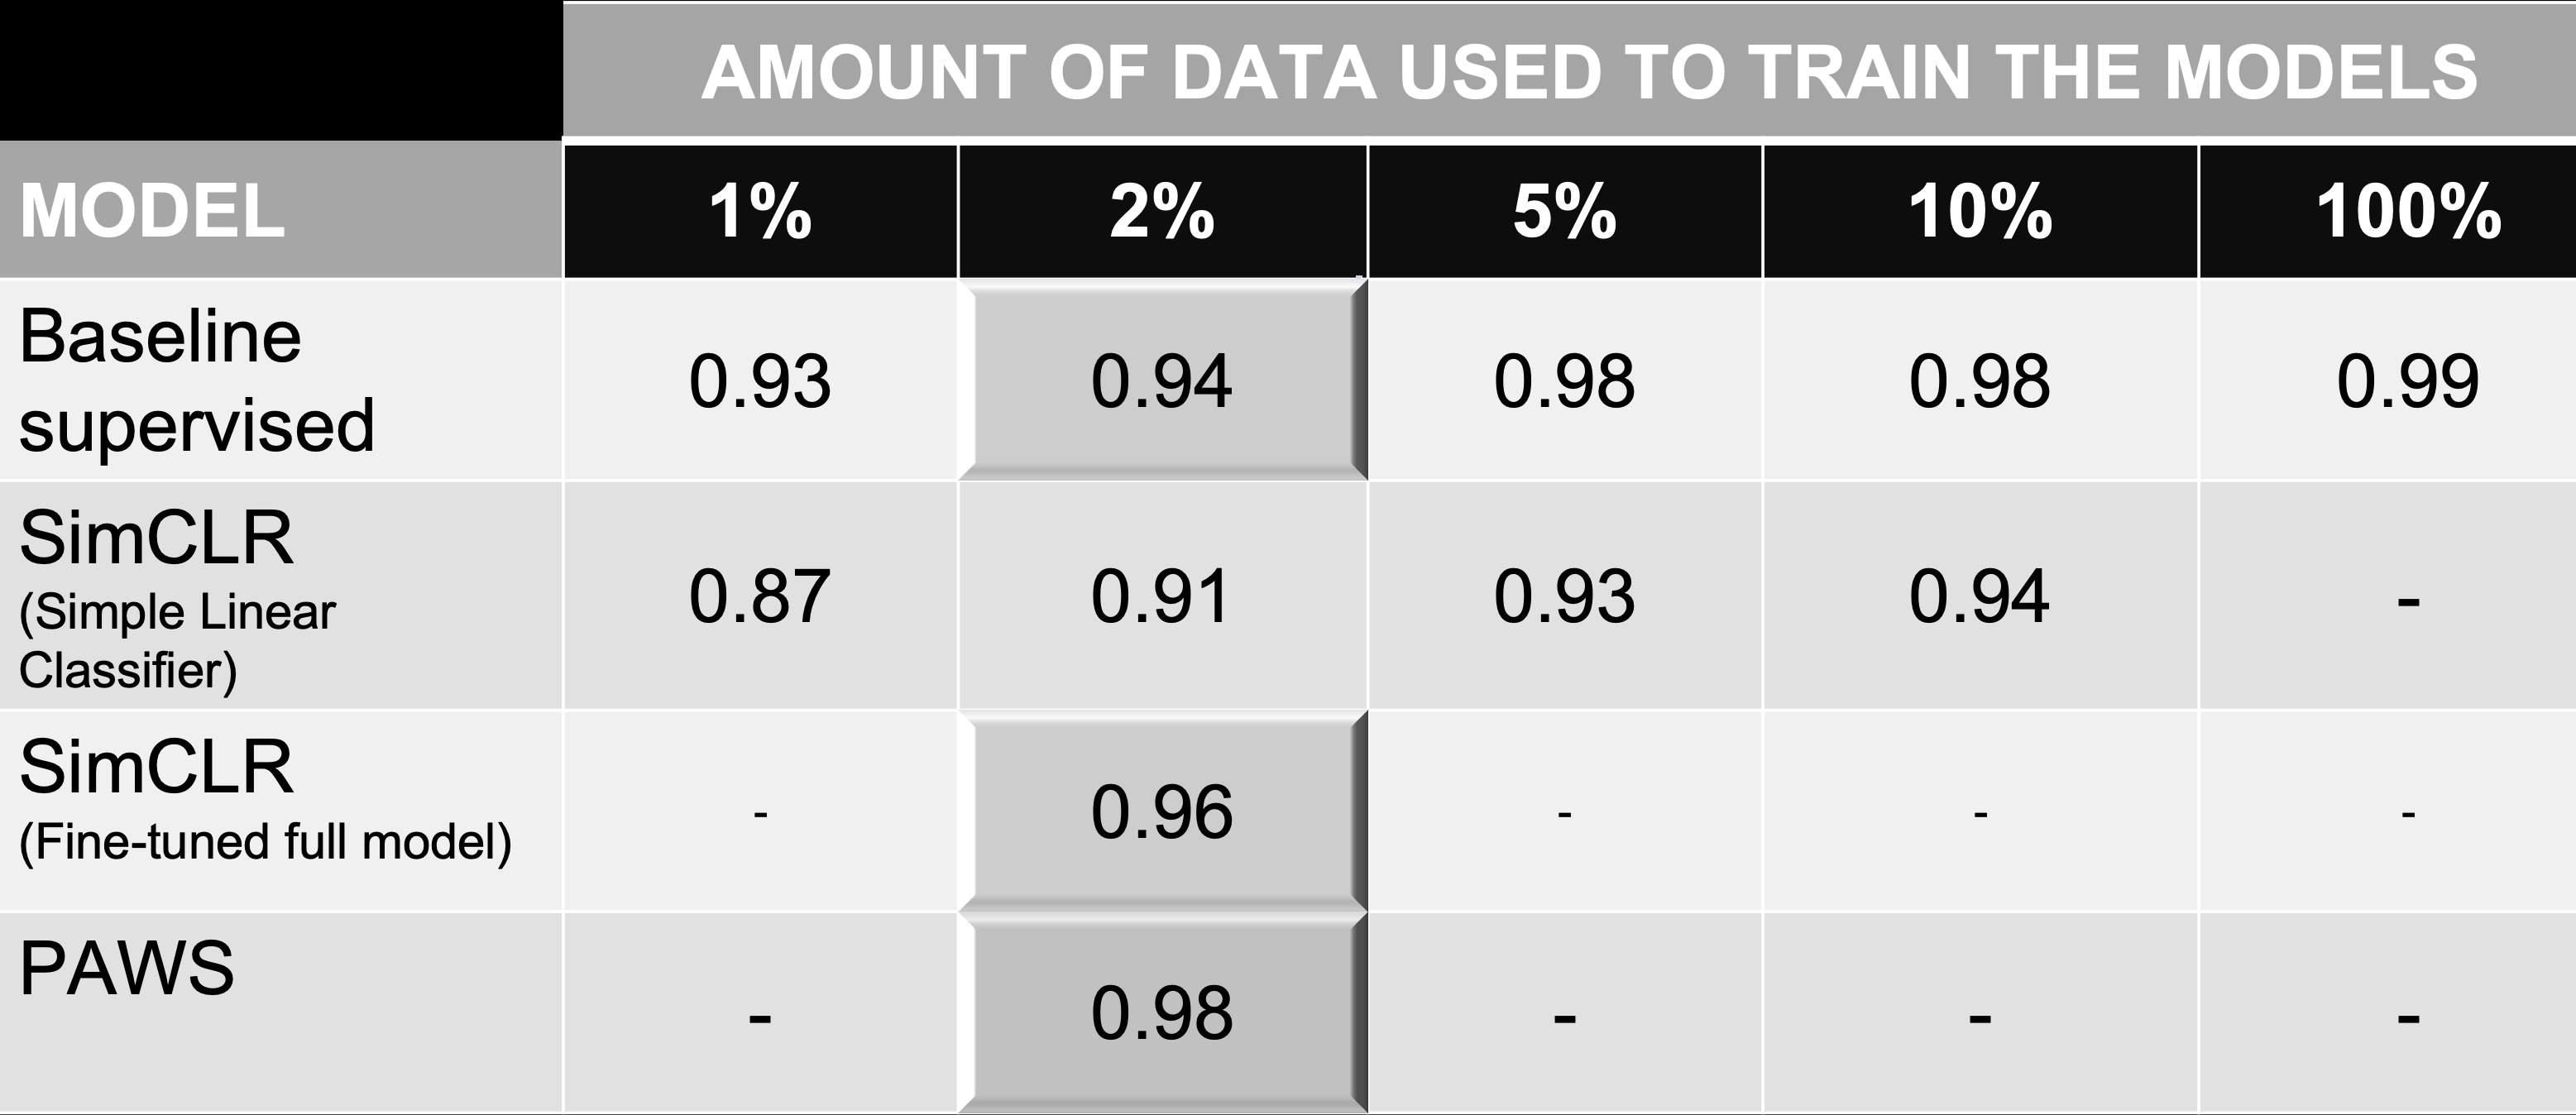 AMOUNT OF DATA USED TO TRAIN THE MODELS
MODEL 1% 2% 5% 10% 100%
Baseline
supervised 0.93 0.94 0.98 0.98 0.99
SimCLR
(Simple Linear
Classifier) 0.87 0.91 0.93 0.94 -
SimCLR
(Fine-tuned full model) - 0.96 - - -
PAWS - 0.98 - - -